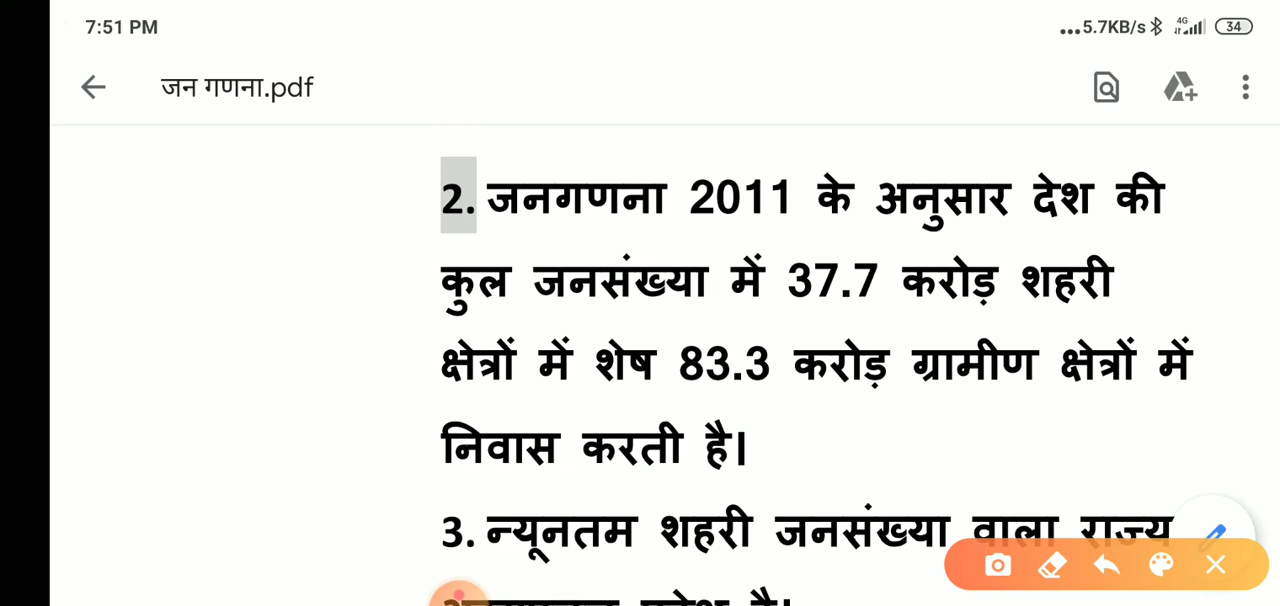 7:51 PM
...5.7KB/s 4G 34
जन गणना.pdf
2. जनगणना 2011 के अनुसार देश की
कुल जनसंख्या में 37.7 करोड़ शहरी
क्षेत्रों में शेष 83.3 करोड़ ग्रामीण क्षेत्रों में
निवास करती है।
3. न्यूनतम शहरी जनसंख्या वाला राज्य
है।